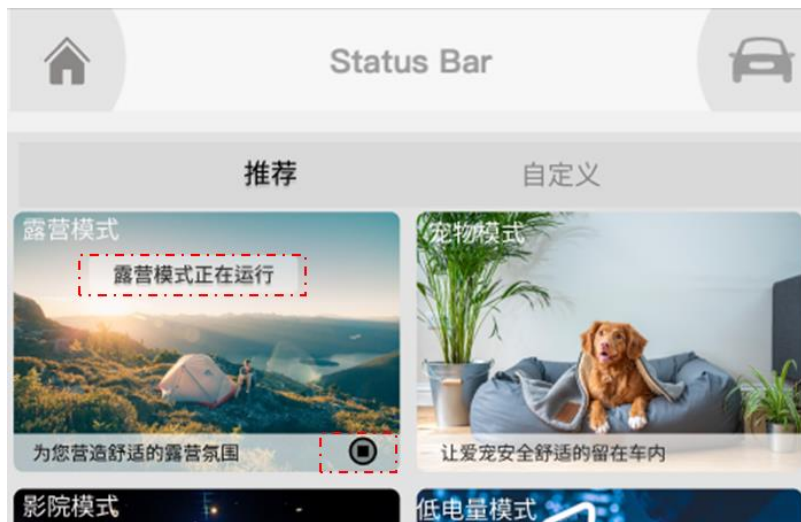 Status Bar
推荐
自定义
露营模式
宠物模式
露营模式正在运行
为您营造舒适的露营氛围
让爱宠安全舒适的留在车内
影院模式
低电量模式